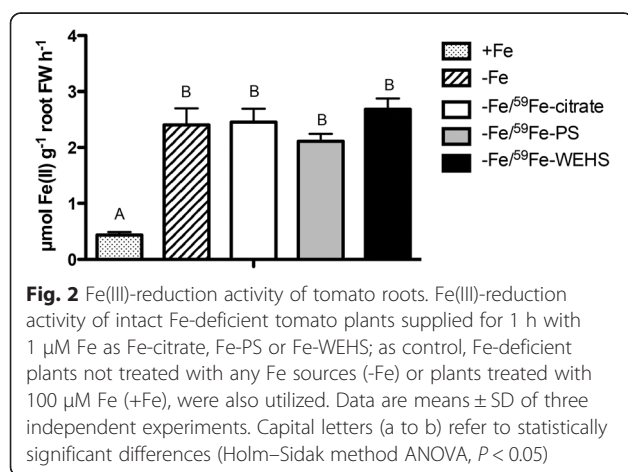 4
3
2
1
0
µmol Fe(II) g⁻¹ root FW h⁻¹
A
B
B
B
B
+Fe
-Fe
-Fe/⁵⁹Fe-citrate
-Fe/⁵⁹Fe-PS
-Fe/⁵⁹Fe-WEHS
Fig. 2 Fe(III)-reduction activity of tomato roots. Fe(III)-reduction
activity of intact Fe-deficient tomato plants supplied for 1 h with
1 µM Fe as Fe-citrate, Fe-PS or Fe-WEHS; as control, Fe-deficient
plants not treated with any Fe sources (-Fe) or plants treated with
100 µM Fe (+Fe), were also utilized. Data are means ± SD of three
independent experiments. Capital letters (a to b) refer to statistically
significant differences (Holm–Sidak method ANOVA, P < 0.05)